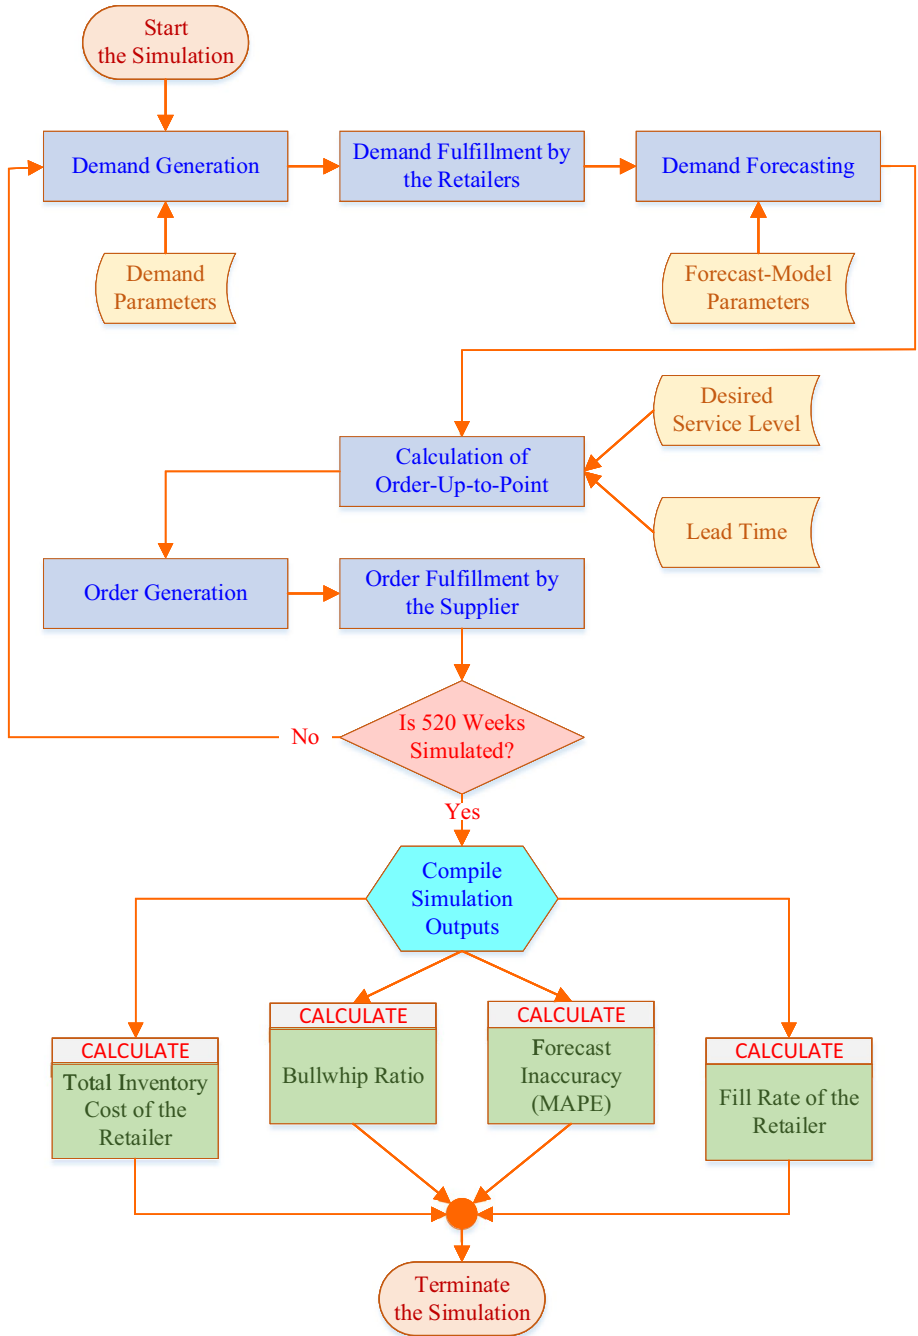 Start
the Simulation
Demand Generation
Demand Fulfillment by
the Retailers
Demand Forecasting
Demand
Parameters
Forecast-Model
Parameters
Desired
Service Level
Calculation of
Order-Up-to-Point
Lead Time
Order Generation
Order Fulfillment by
the Supplier
Is 520 Weeks
Simulated?
No
Yes
Compile
Simulation
Outputs
CALCULATE
Total Inventory
Cost of the
Retailer
CALCULATE
Bullwhip Ratio
CALCULATE
Forecast
Inaccuracy
(MAPE)
CALCULATE
Fill Rate of the
Retailer
Terminate
the Simulation